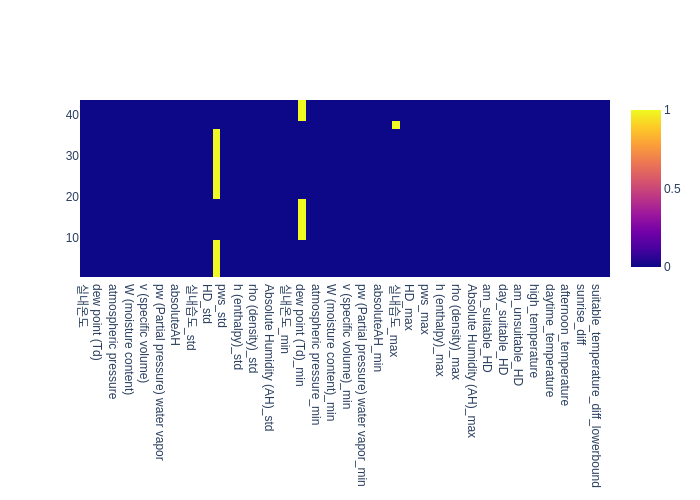 40
30
20
10
1
0.5
0
실내온도
dew point (Td)
atmospheric pressure
W (moisture content)
v (specific volume)
pw (Partial pressure) water vapor
absoluteAH
실내습도_std
HD_std
pws_std
h (enthalpy)_std
rho (density)_std
Absolute Humidity (AH)_std
실내온도_min
dew point (Td)_min
atmospheric pressure_min
W (moisture content)_min
v (specific volume)_min
pw (Partial pressure) water vapor_min
absoluteAH_min
실내습도_max
HD_max
pws_max
h (enthalpy)_max
rho (density)_max
Absolute Humidity (AH)_max
am_suitable_HD
day_suitable_HD
am_unsuitable_HD
high_temperature
daytime_temperature
afternoon_temperature
sunrise_diff
suitable_temperature_diff_lowerbound